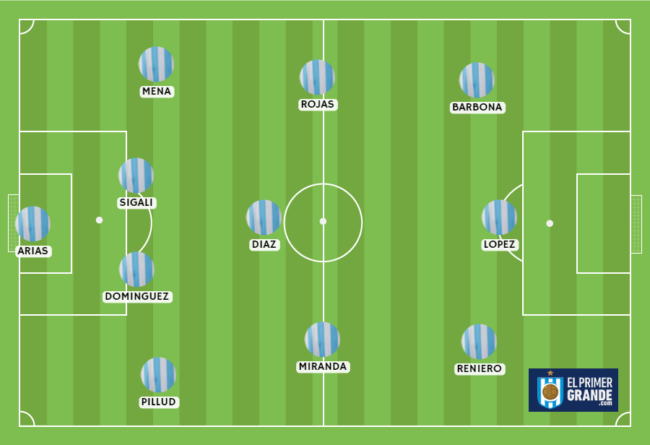 MENA
ROJAS
BARBONA
SIGALI
ARIAS
DIAZ
LOPEZ
DOMINGUEZ
MIRANDA
RENIERO
PILLUD
EL PRIMER
GRANDE
.com